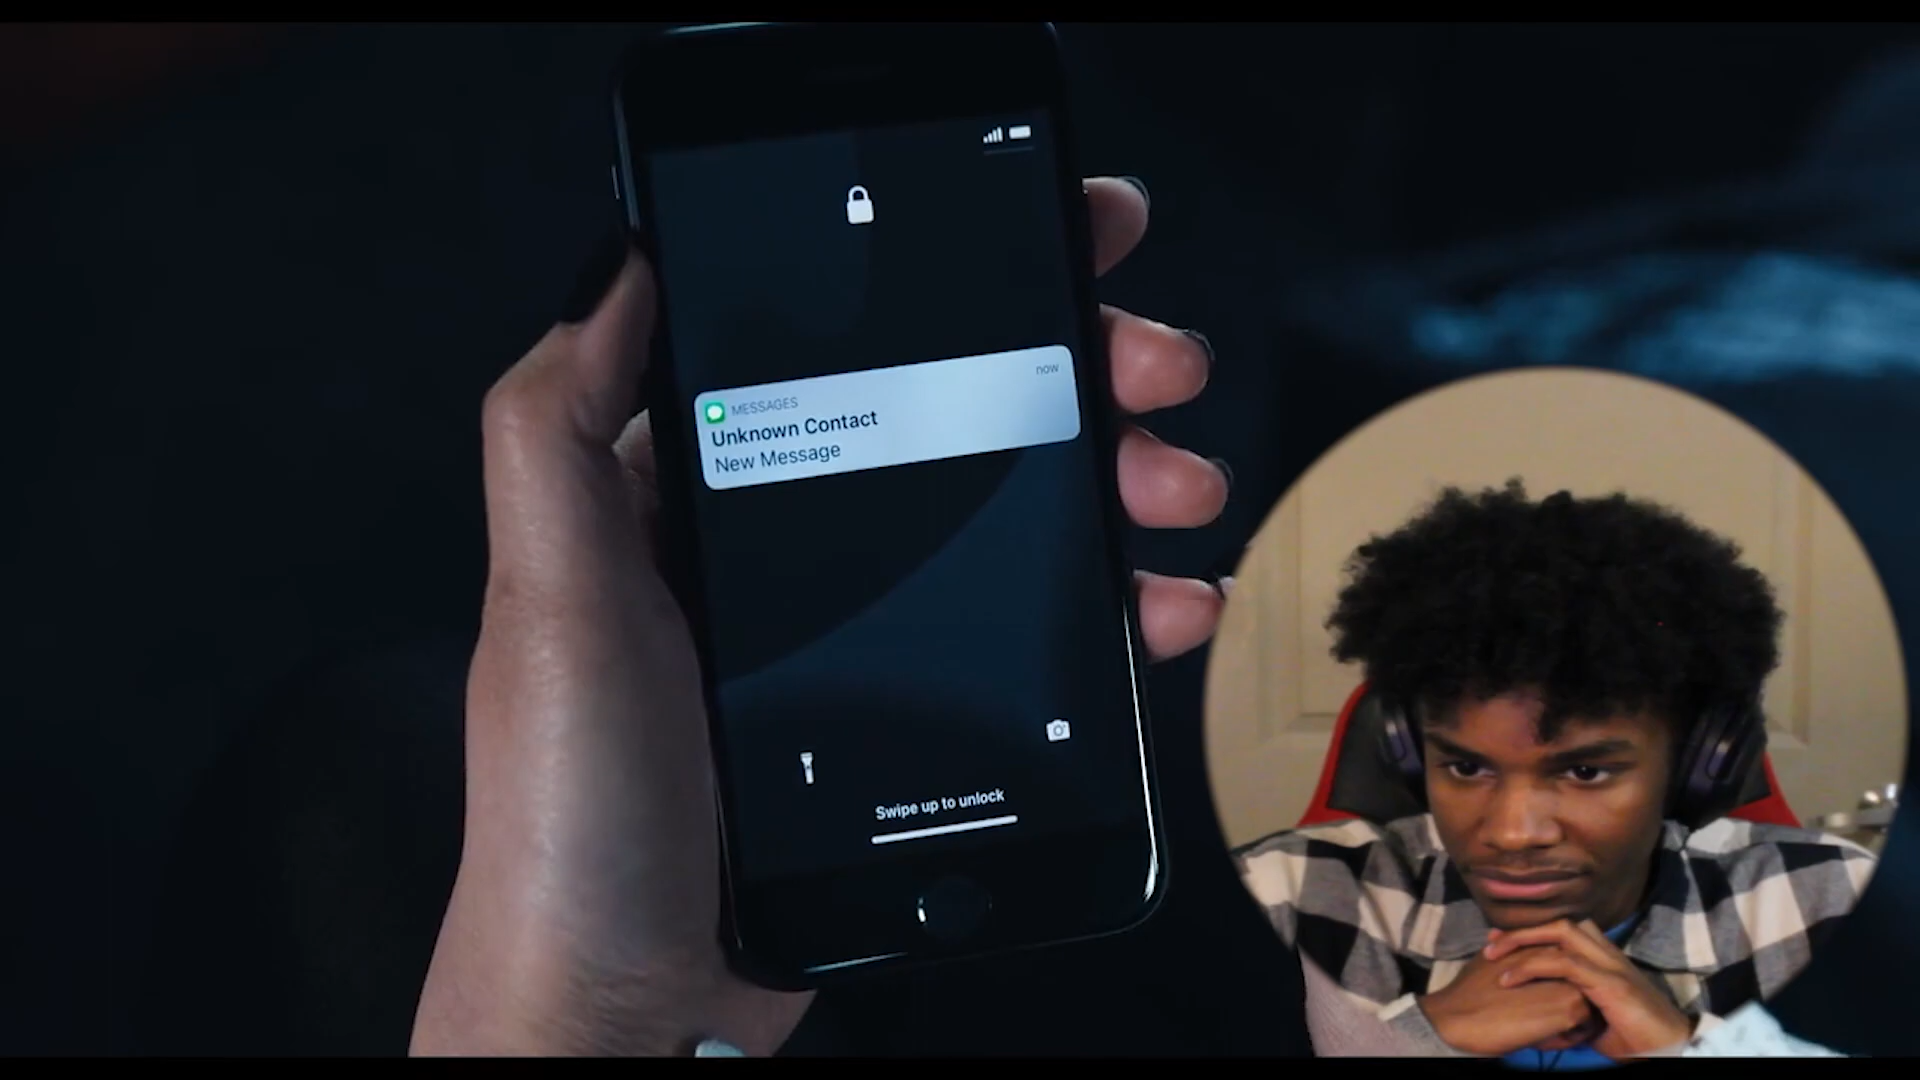 MESSAGES
now
Unknown Contact
New Message
Swipe up to unlock